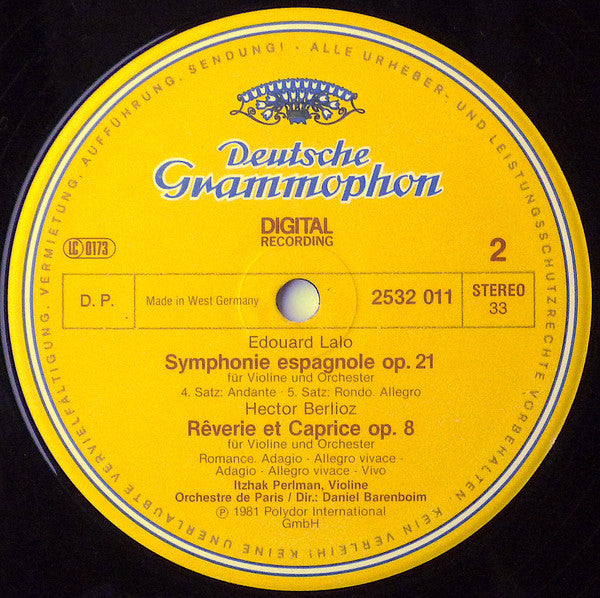 ALLE URHEBER- UND LEISTUNGSSCHUTZRECHTE VORBEHALTEN · KEIN VERLEIH! KEINE UNERLAUBTE VERVIELFÄLTIGUNG, VERMIETUNG, AUFFÜHRUNG, SENDUNG! ·
Deutsche
Grammophon
DIGITAL
RECORDING
LC 0173
2
D. P.
Made in West Germany
2532 011
STEREO
33
Edouard Lalo
Symphonie espagnole op. 21
für Violine und Orchester
4. Satz: Andante · 5. Satz: Rondo. Allegro
Hector Berlioz
Rêverie et Caprice op. 8
für Violine und Orchester
Romance. Adagio · Allegro vivace ·
Adagio · Allegro vivace · Vivo
Itzhak Perlman, Violine
Orchestre de Paris / Dir.: Daniel Barenboim
℗ 1981 Polydor International
GmbH